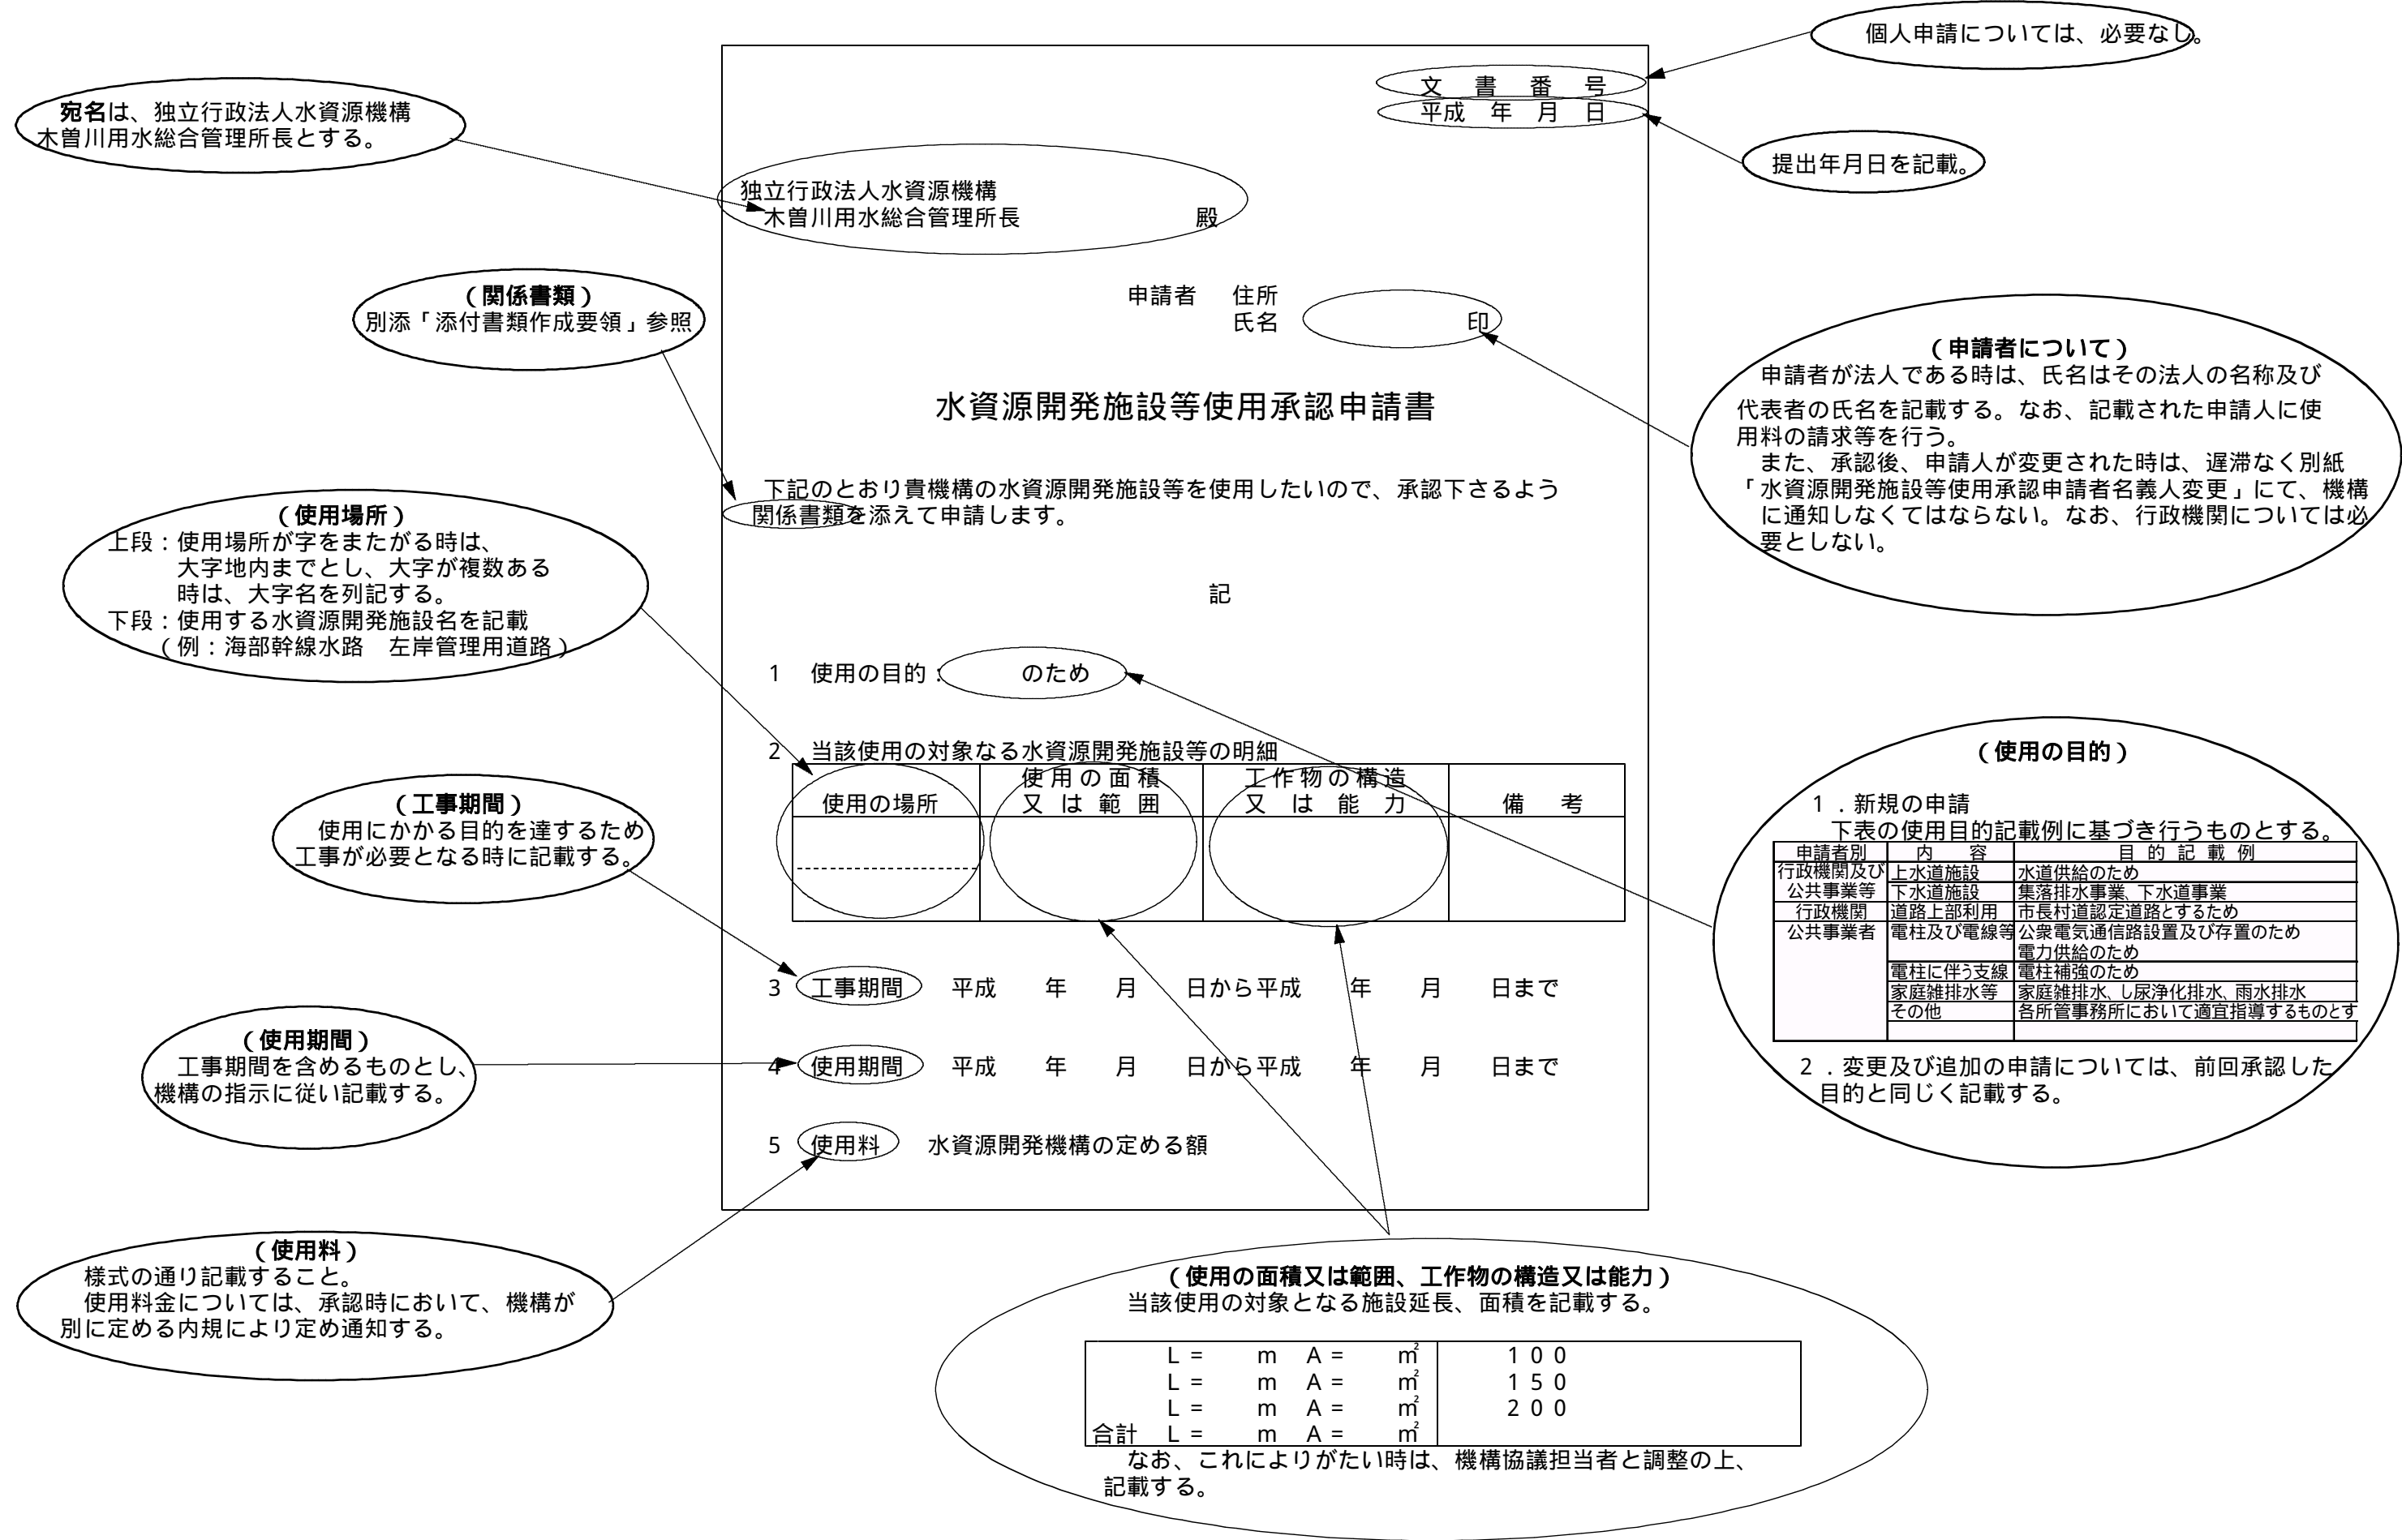 個人申請については、必要なし。
文　書　番　号
平成　年　月　日
提出年月日を記載。
宛名は、独立行政法人水資源機構
木曽川用水総合管理所長とする。
独立行政法人水資源機構
木曽川用水総合管理所長　　　　殿
（関係書類）
別添「添付書類作成要領」参照
申請者　住所
氏名　　　　印
（申請者について）
申請者が法人である時は、氏名はその法人の名称及び
代表者の氏名を記載する。なお、記載された申請人に使
用料の請求等を行う。
また、承認後、申請人が変更された時は、遅滞なく別紙
「水資源開発施設等使用承認申請者名義人変更」にて、機構
に通知しなくてはならない。なお、行政機関については必
要としない。
水資源開発施設等使用承認申請書
下記のとおり貴機構の水資源開発施設等を使用したいので、承認下さるよう
関係書類を添えて申請します。
（使用場所）
上段：使用場所が字をまたがる時は、
大字地内までとし、大字が複数ある
時は、大字名を列記する。
下段：使用する水資源開発施設名を記載
（例：海部幹線水路　左岸管理用道路）
記
1　使用の目的：　　　のため
2　当該使用の対象なる水資源開発施設等の明細
使用の場所　使用の面積　工作物の構造　備　考
又は範囲　又は能力
（工事期間）
使用にかかる目的を達するため
工事が必要となる時に記載する。
3　工事期間　平成　　年　　月　　日から平成　　年　　月　　日まで
（使用期間）
工事期間を含めるものとし、
機構の指示に従い記載する。
4　使用期間　平成　　年　　月　　日から平成　　年　　月　　日まで
5　使用料　水資源開発機構の定める額
（使用料）
様式の通り記載すること。
使用料金については、承認時において、機構が
別に定める内規により定め通知する。
（使用の目的）
１．新規の申請
下表の使用目的記載例に基づき行うものとする。
申請者別　内　容　目的記載例
行政機関及び　上水道施設　水道供給のため
公共事業等　下水道施設　集落排水事業、下水道事業
行政機関　道路上部利用　市長村道認定道路とするため
公共事業者　電柱及び電線等　公衆電気通信路設置及び存置のため
電力供給のため
電柱に伴う支線　電柱補強のため
家庭雑排水等　家庭雑排水、し尿浄化排水、雨水排水
その他　各所管事務所において適宜指導するものとす
２．変更及び追加の申請については、前回承認した
目的と同じく記載する。
（使用の面積又は範囲、工作物の構造又は能力）
当該使用の対象となる施設延長、面積を記載する。
Ｌ＝　　ｍ　Ａ＝　　㎡　　１００
Ｌ＝　　ｍ　Ａ＝　　㎡　　１５０
Ｌ＝　　ｍ　Ａ＝　　㎡　　２００
合計　Ｌ＝　　ｍ　Ａ＝　　㎡
なお、これによりがたい時は、機構協議担当者と調整の上、
記載する。